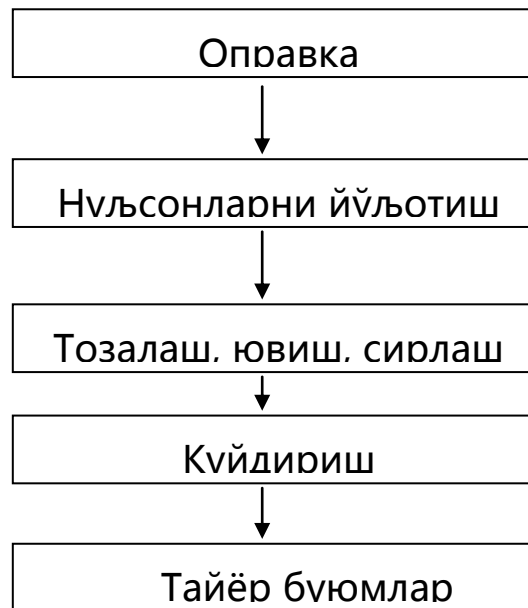 Оправка
Нуљсонларни йўљотиш
Тозалаш, ювиш, сирлаш
Куйдириш
Тайёр буюмлар